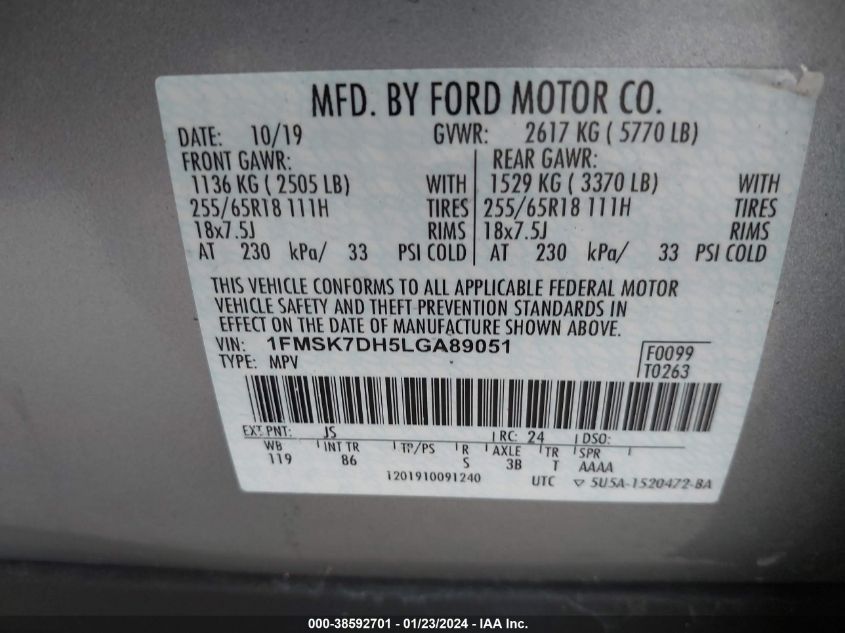 MFD. BY FORD MOTOR CO.
DATE: 10/19 GVWR: 2617 KG ( 5770 LB)
FRONT GAWR: REAR GAWR:
1136 KG ( 2505 LB) WITH 1529 KG ( 3370 LB) WITH
255/65R18 111H TIRES 255/65R18 111H TIRES
18x7.5J RIMS 18x7.5J RIMS
AT 230 kPa/ 33 PSI COLD AT 230 kPa/ 33 PSI COLD
THIS VEHICLE CONFORMS TO ALL APPLICABLE FEDERAL MOTOR
VEHICLE SAFETY AND THEFT PREVENTION STANDARDS IN
EFFECT ON THE DATE OF MANUFACTURE SHOWN ABOVE.
VIN: 1FMSK7DH5LGA89051
TYPE: MPV
F0099
T0263
EXT PNT: JS RC: 24 DSO:
WB INT TR TP/PS R AXLE TR SPR
119 86 S 3B T AAAA
1201910091240 UTC ▽ 5U5A-1520472-BA
000-38592701 - 01/23/2024 - IAAI.com.